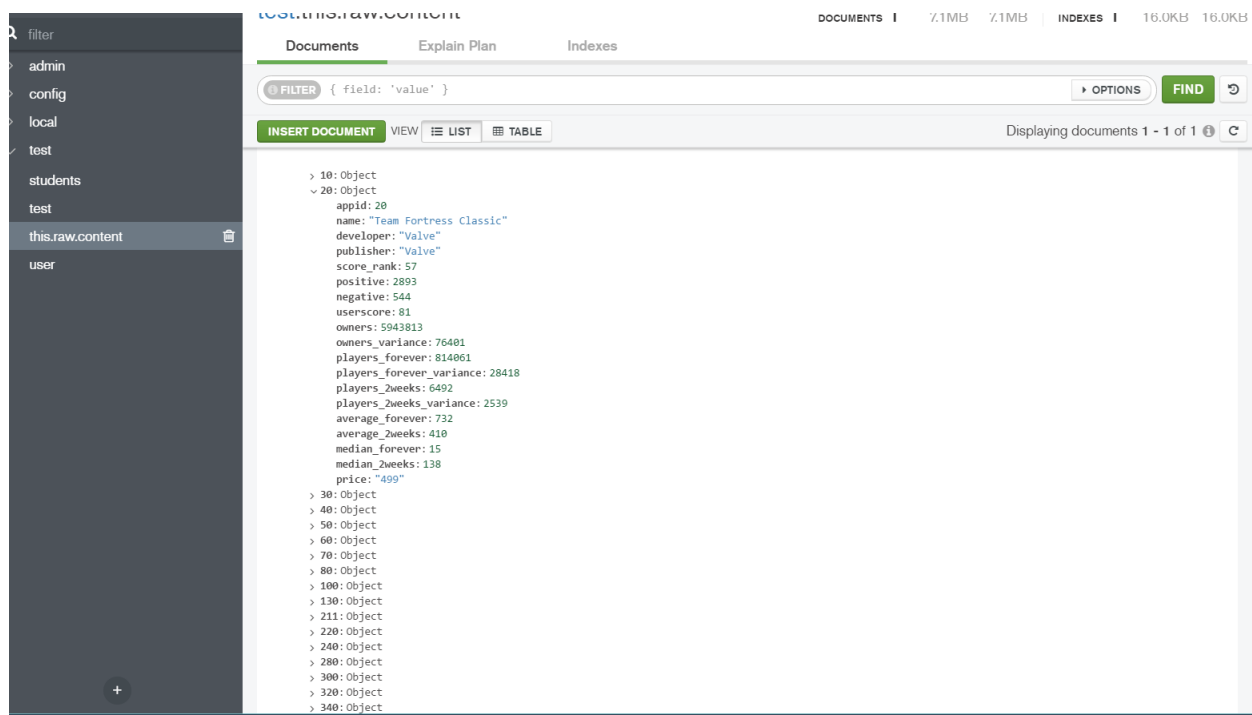 test.this.raw.content
DOCUMENTS 1 7.1MB 7.1MB INDEXES 1 16.0KB 16.0KB
filter
Documents Explain Plan Indexes
admin
config
local
test
students
test
this.raw.content
user
FILTER { field: 'value' } OPTIONS FIND
INSERT DOCUMENT VIEW LIST TABLE Displaying documents 1 - 1 of 1
10: Object
20: Object
appid: 20
name: "Team Fortress Classic"
developer: "Valve"
publisher: "Valve"
score_rank: 57
positive: 2893
negative: 544
userscore: 81
owners: 5943813
owners_variance: 76401
players_forever: 814061
players_forever_variance: 28418
players_2weeks: 6492
players_2weeks_variance: 2539
average_forever: 732
average_2weeks: 410
median_forever: 15
median_2weeks: 138
price: "499"
30: Object
40: Object
50: Object
60: Object
70: Object
80: Object
100: Object
130: Object
211: Object
220: Object
240: Object
280: Object
300: Object
320: Object
340: Object